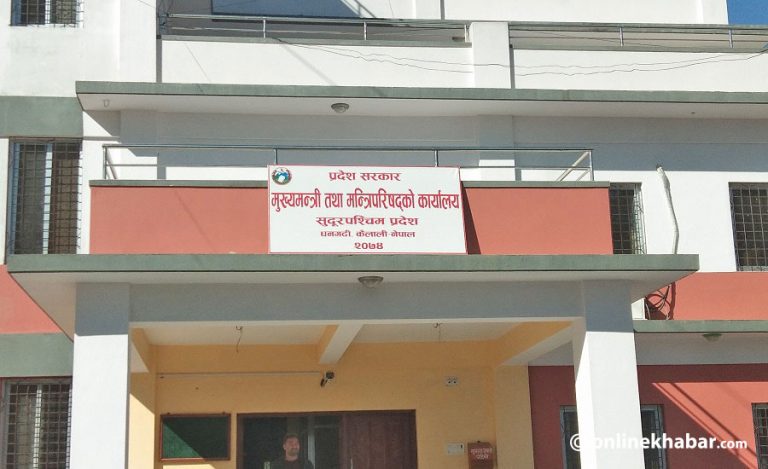 प्रदेश सरकार
मुख्यमन्त्री तथा मन्त्रिपरिषद्को कार्यालय
सुदूरपश्चिम प्रदेश
धनगढी, कैलाली-नेपाल
२०७४
onlinekhabar.com